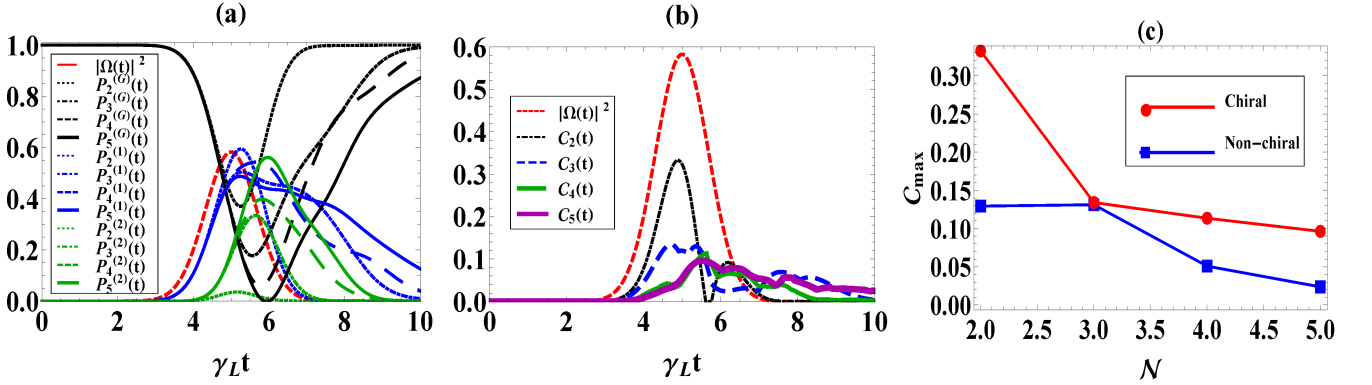 (a)
1.0
0.8
0.6
0.4
0.2
0.0
|Ω(t)| ²
P₂⁽ᴳ⁾(t)
P₃⁽ᴳ⁾(t)
P₄⁽ᴳ⁾(t)
P₅⁽ᴳ⁾(t)
P₂⁽¹⁾(t)
P₃⁽¹⁾(t)
P₄⁽¹⁾(t)
P₅⁽¹⁾(t)
P₂⁽²⁾(t)
P₃⁽²⁾(t)
P₄⁽²⁾(t)
P₅⁽²⁾(t)
0 2 4 6 8 10
γ_L t
(b)
0.6
0.5
0.4
0.3
0.2
0.1
0.0
|Ω(t)| ²
C₂(t)
C₃(t)
C₄(t)
C₅(t)
0 2 4 6 8 10
γ_L t
(c)
C_max
0.30
0.25
0.20
0.15
0.10
0.05
0.00
Chiral
Non-chiral
2.0 2.5 3.0 3.5 4.0 4.5 5.0
𝒩